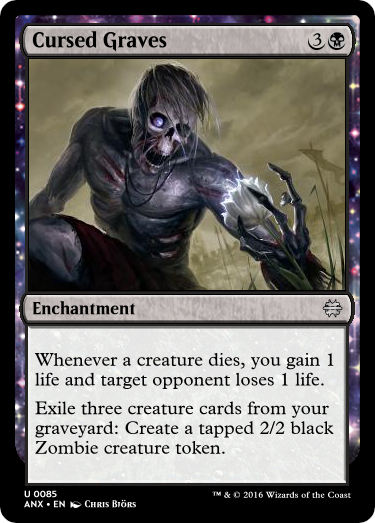 Cursed Graves 3
Enchantment
Whenever a creature dies, you gain 1
life and target opponent loses 1 life.
Exile three creature cards from your
graveyard: Create a tapped 2/2 black
Zombie creature token.
U 0085
ANX • EN Chris Biörs
™ & © 2016 Wizards of the Coast